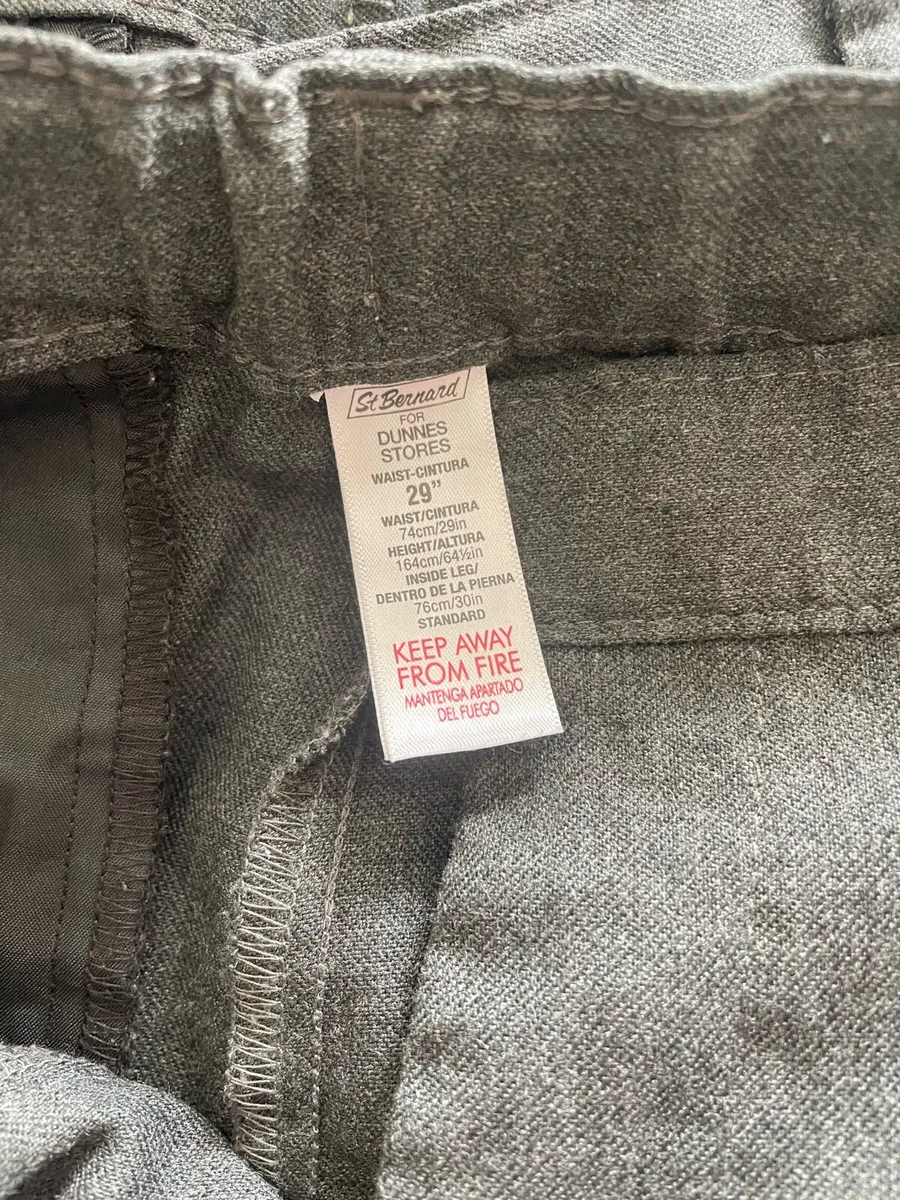 St Bernard
FOR
DUNNES
STORES
WAIST-CINTURA
29”
WAIST/CINTURA
74cm/29in
HEIGHT/ALTURA
164cm/64½in
INSIDE LEG/
DENTRO DE LA PIERNA
76cm/30in
STANDARD
KEEP AWAY
FROM FIRE
MANTENGA APARTADO
DEL FUEGO